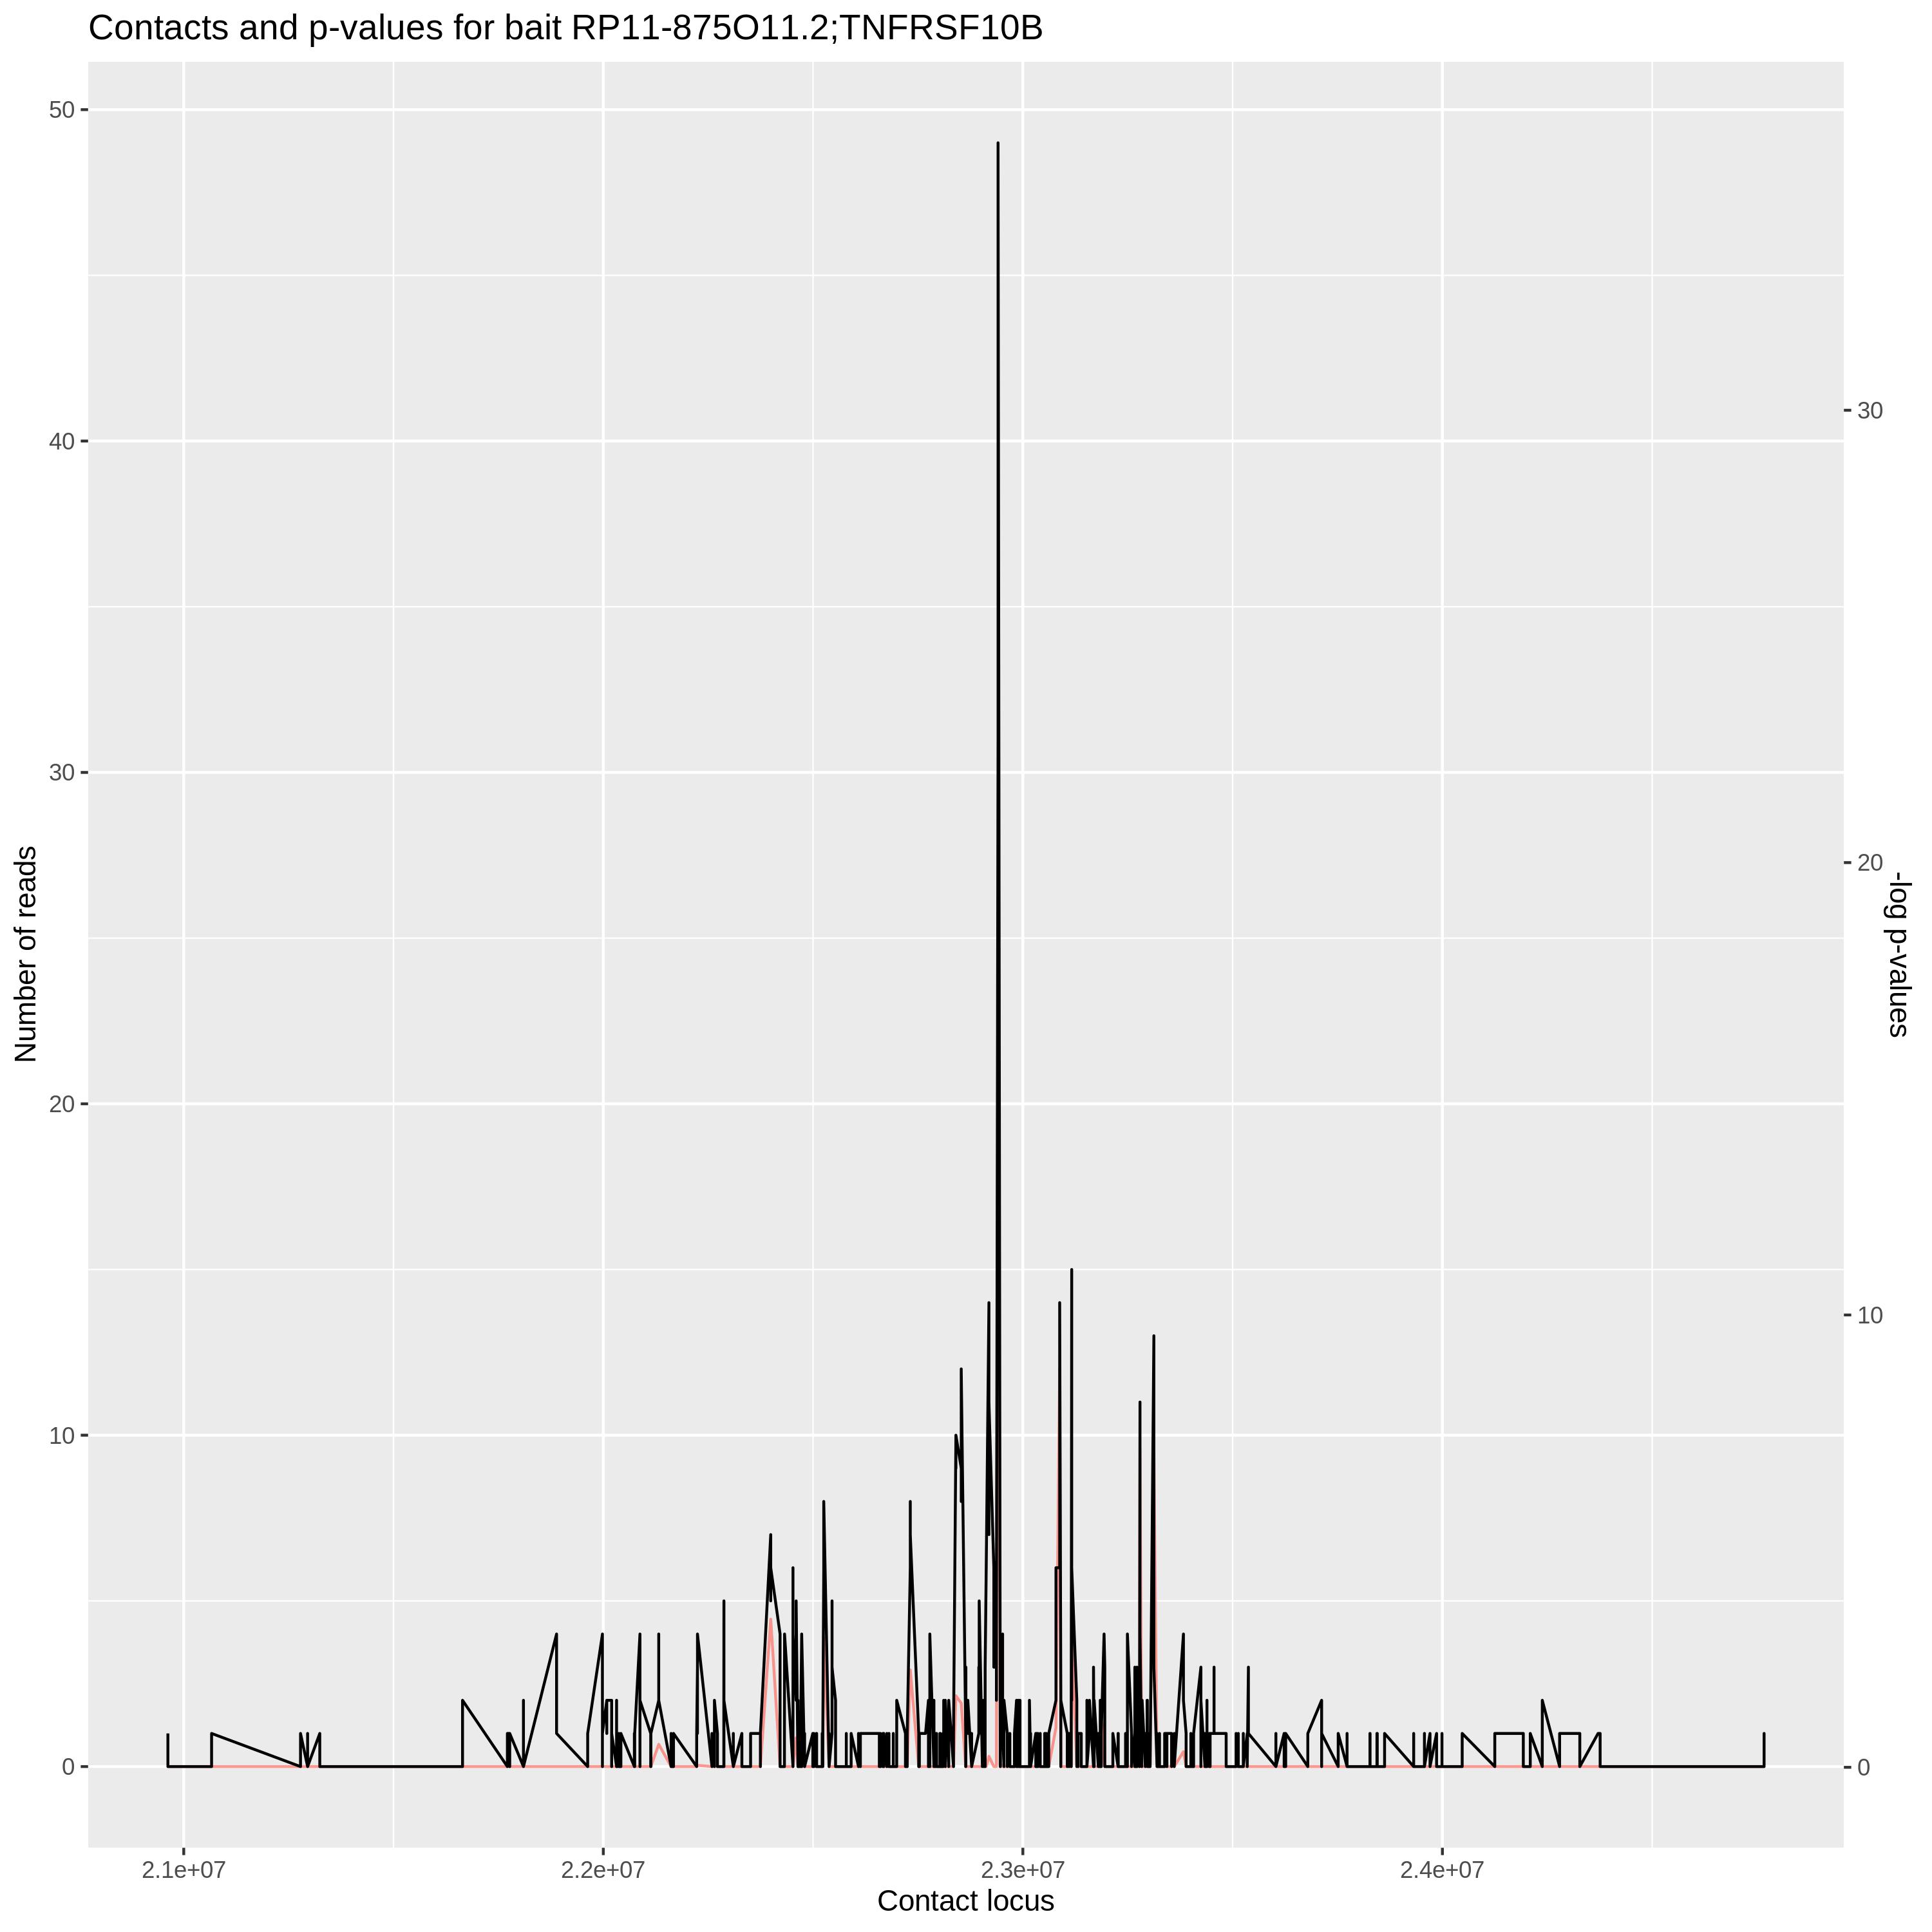 Contacts and p-values for bait RP11-875O11.2;TNFRSF10B
50
40
30
20
10
0
Number of reads
30
20
10
0
-log p-values
2.1e+07
2.2e+07
2.3e+07
2.4e+07
Contact locus